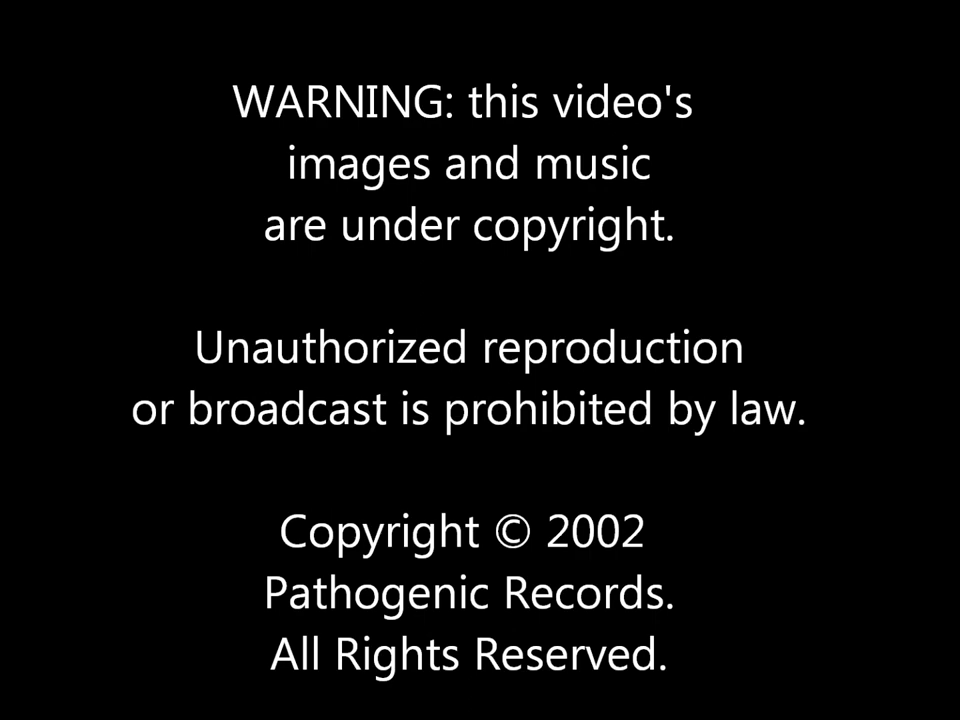 WARNING: this video's
images and music
are under copyright.
Unauthorized reproduction
or broadcast is prohibited by law.
Copyright © 2002
Pathogenic Records.
All Rights Reserved.